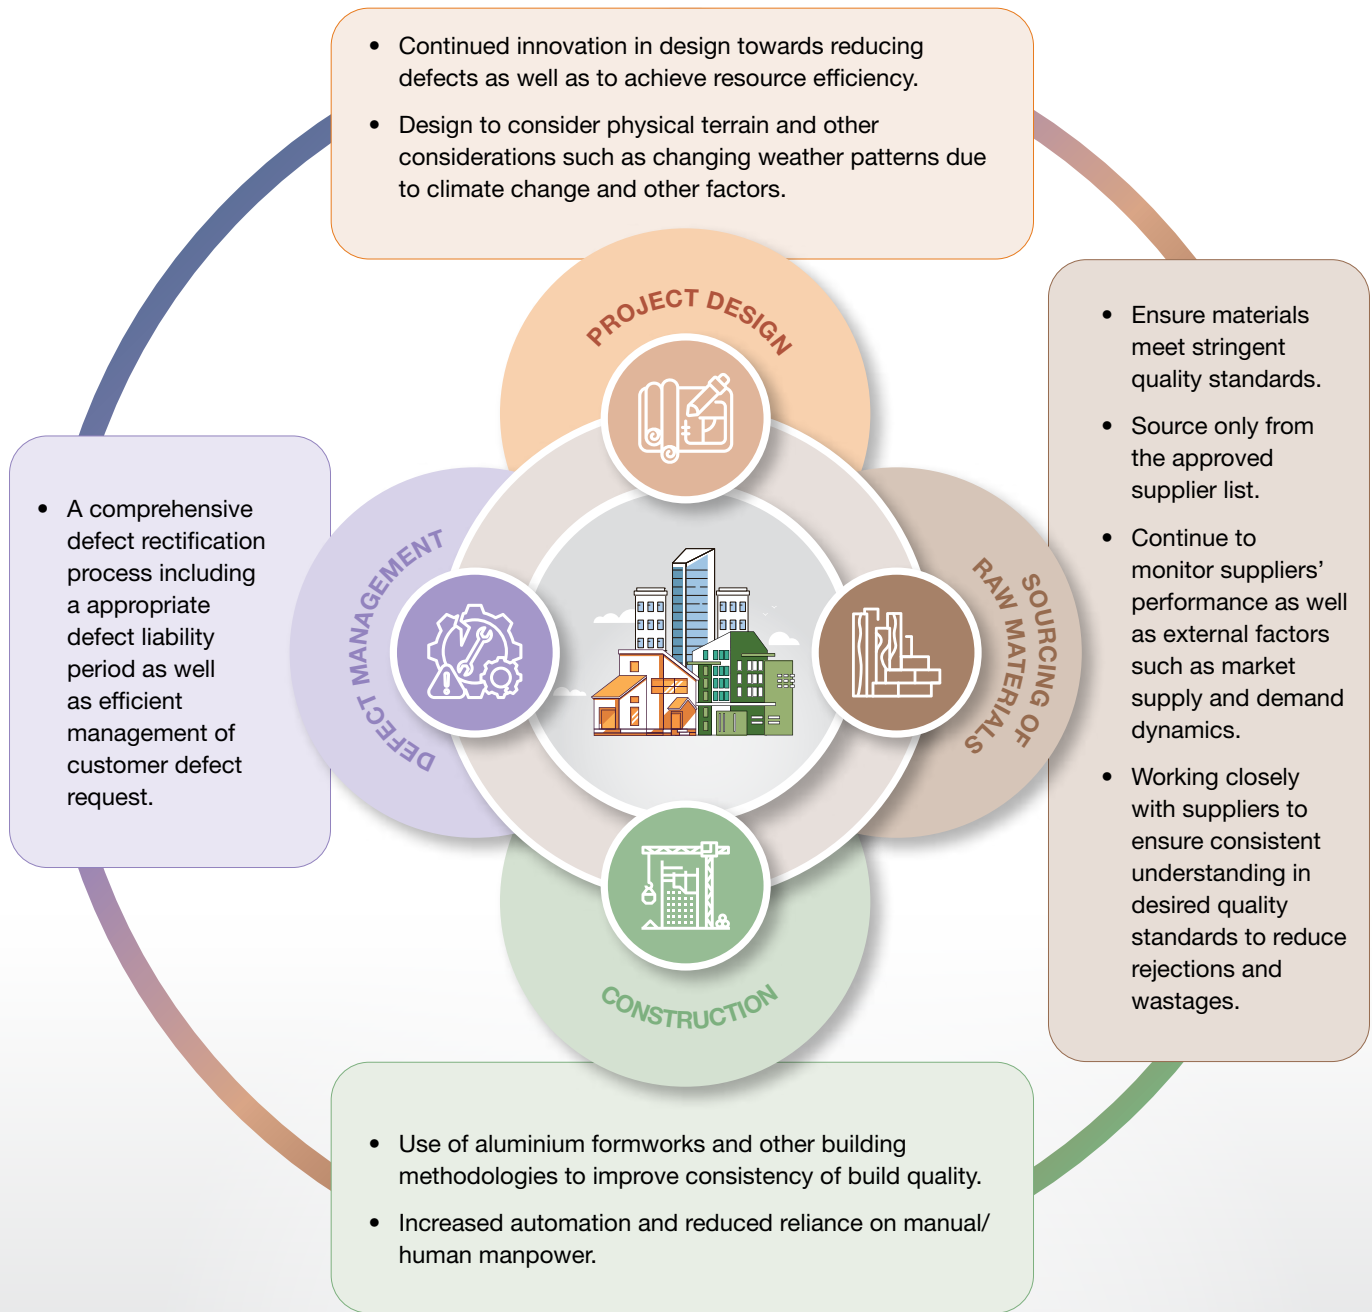 • Continued innovation in design towards reducing
defects as well as to achieve resource efficiency.
• Design to consider physical terrain and other
considerations such as changing weather patterns due
to climate change and other factors.
PROJECT DESIGN
• Ensure materials
meet stringent
quality standards.
• Source only from
the approved
supplier list.
• Continue to
monitor suppliers’
performance as well
as external factors
such as market
supply and demand
dynamics.
• Working closely
with suppliers to
ensure consistent
understanding in
desired quality
standards to reduce
rejections and
wastages.
SOURCING OF
RAW MATERIALS
• A comprehensive
defect rectification
process including
a appropriate
defect liability
period as well
as efficient
management of
customer defect
request.
DEFECT MANAGEMENT
CONSTRUCTION
• Use of aluminium formworks and other building
methodologies to improve consistency of build quality.
• Increased automation and reduced reliance on manual/
human manpower.